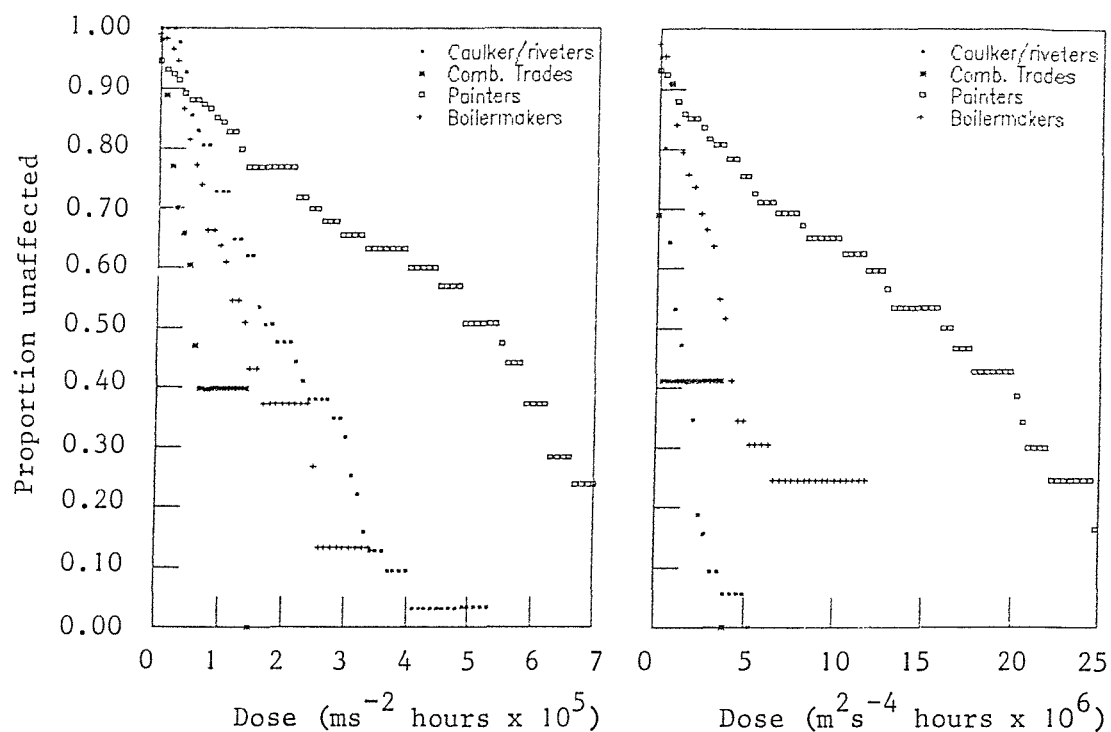 Proportion unaffected
1.00
0.90
0.80
0.70
0.60
0.50
0.40
0.30
0.20
0.10
0.00
Caulker/riveters
Comb. Trades
Painters
Boilermakers
0 1 2 3 4 5 6 7
Dose (ms⁻² hours x 10⁵)
Caulker/riveters
Comb. Trades
Painters
Boilermakers
0 5 10 15 20 25
Dose (m²s⁻⁴ hours x 10⁶)